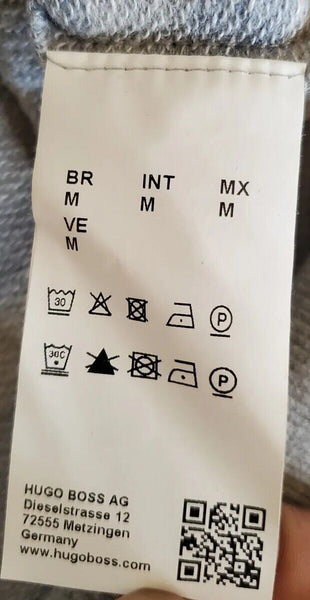 BR INT MX
M M M
VE
M
30 P
30C P
HUGO BOSS AG
Dieselstrasse 12
72555 Metzingen
Germany
www.hugoboss.com